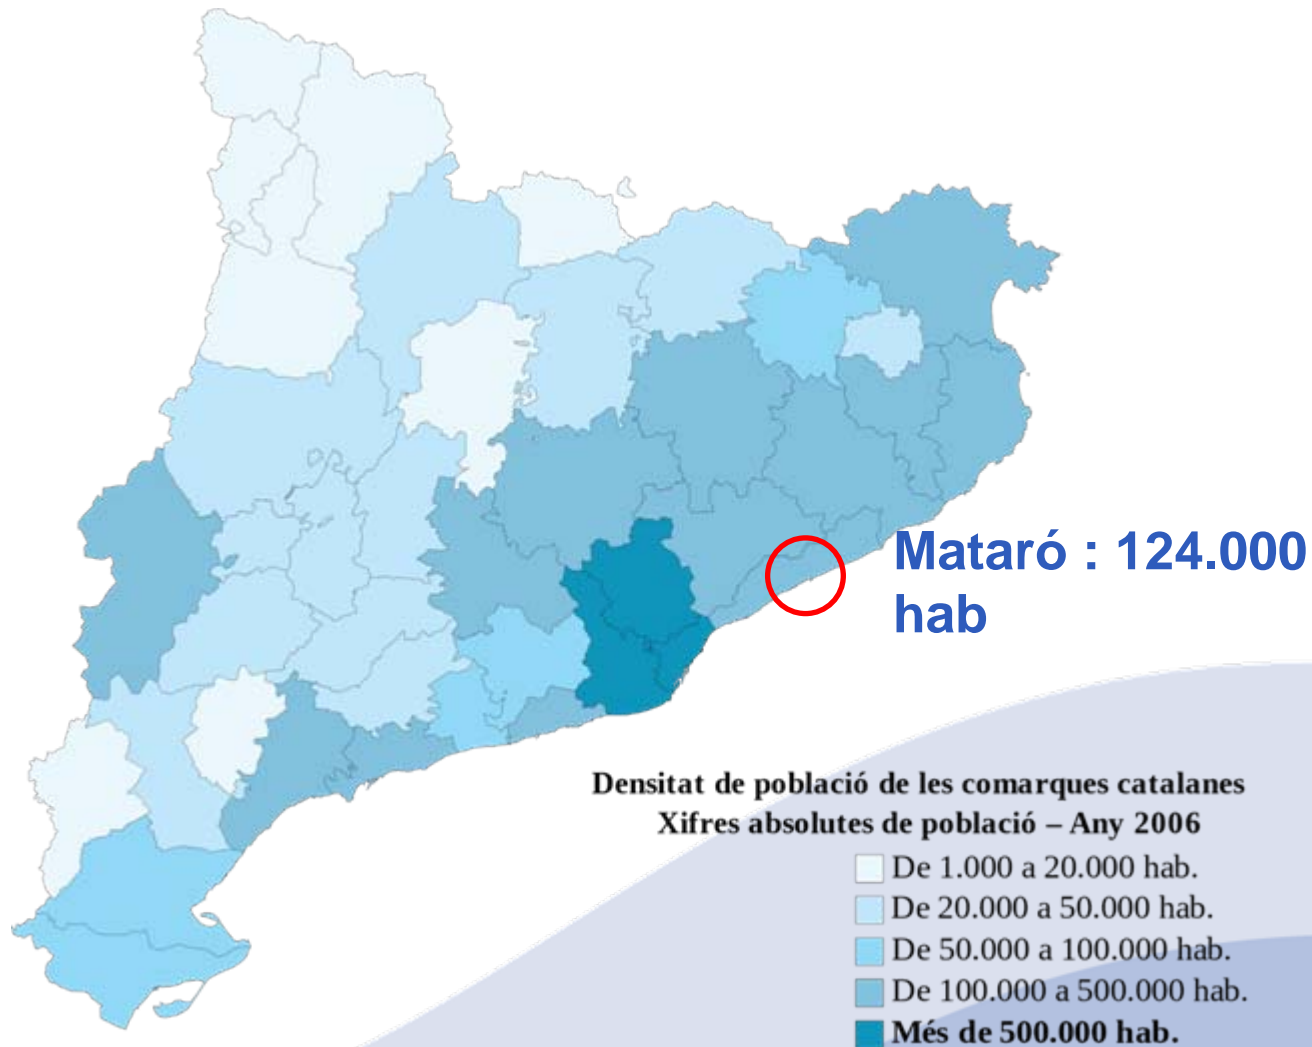 Mataró : 124.000
hab
Densitat de població de les comarques catalanes
Xifres absolutes de població – Any 2006
De 1.000 a 20.000 hab.
De 20.000 a 50.000 hab.
De 50.000 a 100.000 hab.
De 100.000 a 500.000 hab.
Més de 500.000 hab.